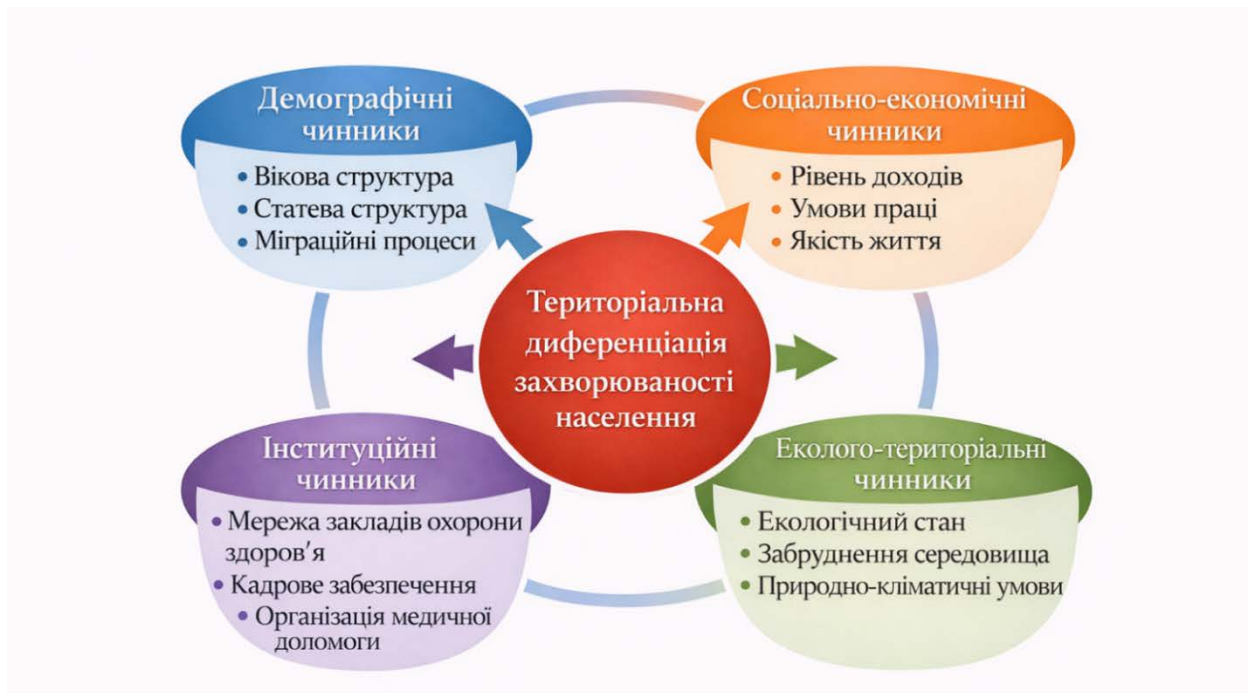 Демографічні
чинники
• Вікова структура
• Статева структура
• Міграційні процеси
Соціально-економічні
чинники
• Рівень доходів
• Умови праці
• Якість життя
Територіальна
диференціація
захворюваності
населення
Інституційні
чинники
• Мережа закладів охорони
здоров'я
• Кадрове забезпечення
• Організація медичної
доломоги
Еколого-територіальні
чинники
• Екологічний стан
• Забруднення середовища
• Природно-кліматичні умови